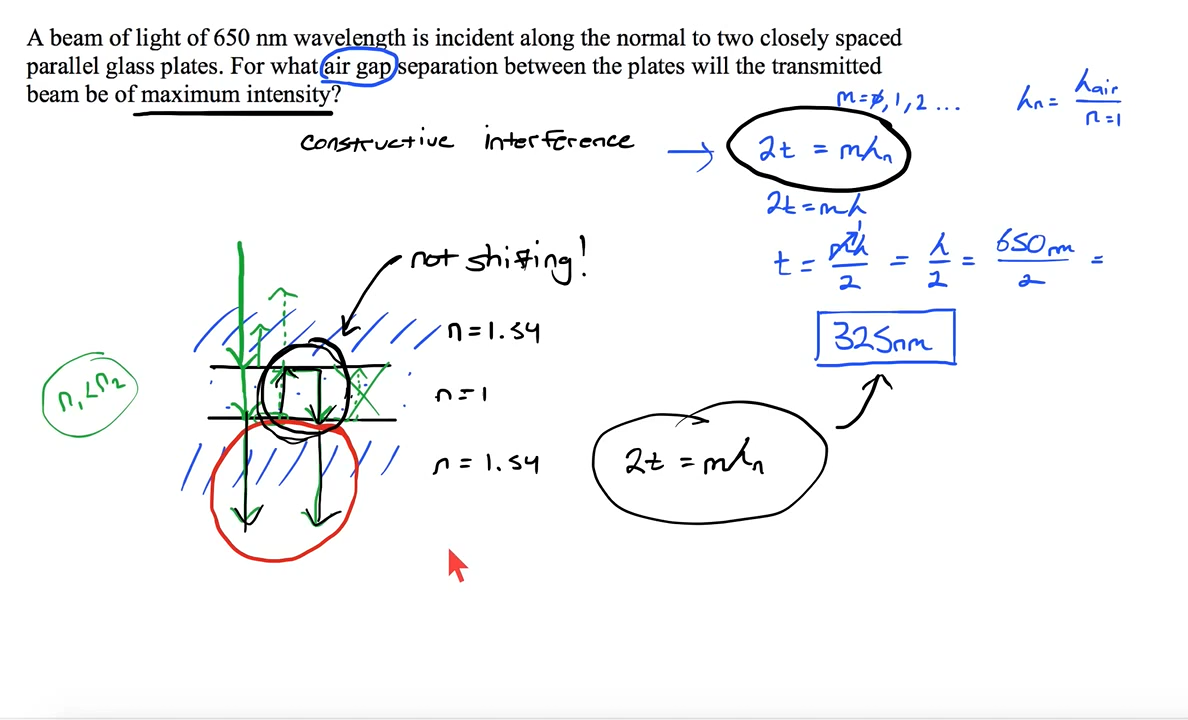 A beam of light of 650 nm wavelength is incident along the normal to two closely spaced
parallel glass plates. For what air gap separation between the plates will the transmitted
beam be of maximum intensity?
m=0, 1, 2 ...
λn = λair / n=1
constructive interference → 2t = mλn
2t = mλ
t = mλ/2 = λ/2 = 650nm/2 =
325nm
not shifting!
n=1.54
n=1
n = 1.54
n1<n2
2t = mλn